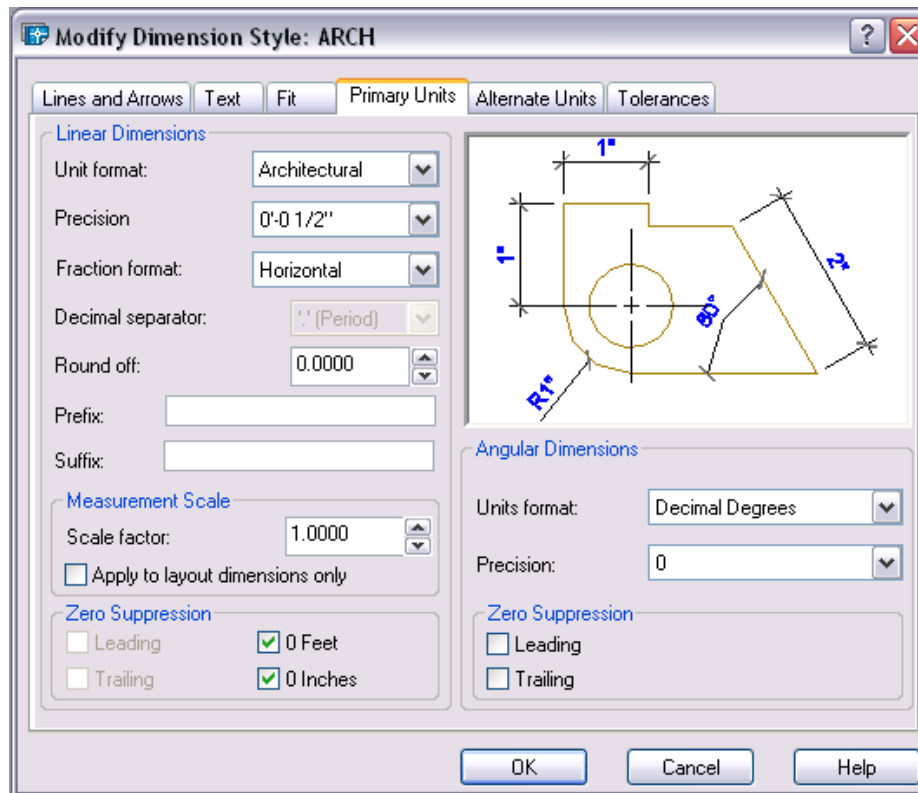 Modify Dimension Style: ARCH
Lines and Arrows Text Fit Primary Units Alternate Units Tolerances
Linear Dimensions
Unit format: Architectural
Precision 0'-0 1/2"
Fraction format: Horizontal
Decimal separator: '.' (Period)
Round off: 0.0000
Prefix:
Suffix:
Measurement Scale
Scale factor: 1.0000
Apply to layout dimensions only
Zero Suppression
Leading 0 Feet
Trailing 0 Inches
1"
1"
2"
60°
R1"
Angular Dimensions
Units format: Decimal Degrees
Precision: 0
Zero Suppression
Leading
Trailing
OK Cancel Help